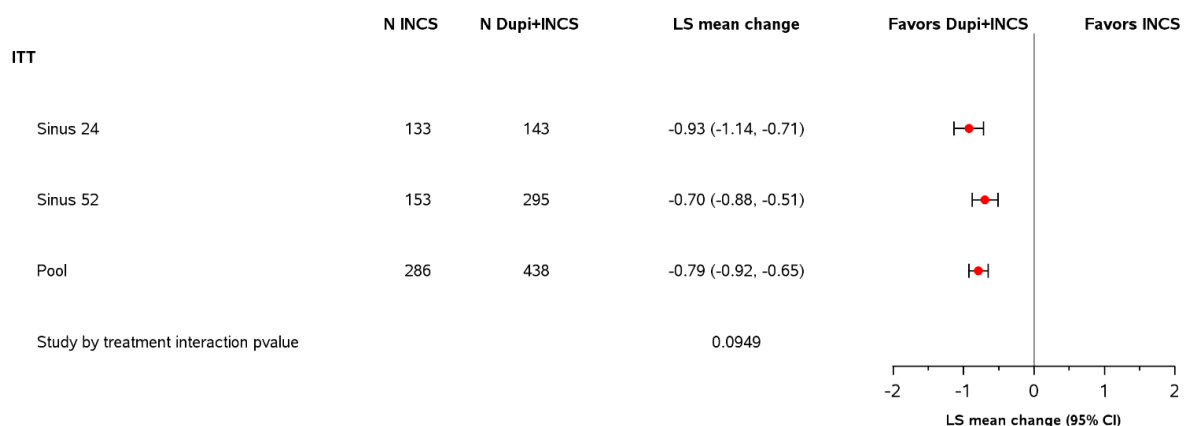 N INCS N Dupi+INCS LS mean change Favors Dupi+INCS Favors INCS
ITT
Sinus 24 133 143 -0.93 (-1.14, -0.71)
Sinus 52 153 295 -0.70 (-0.88, -0.51)
Pool 286 438 -0.79 (-0.92, -0.65)
Study by treatment interaction pvalue 0.0949
-2 -1 0 1 2
LS mean change (95% CI)